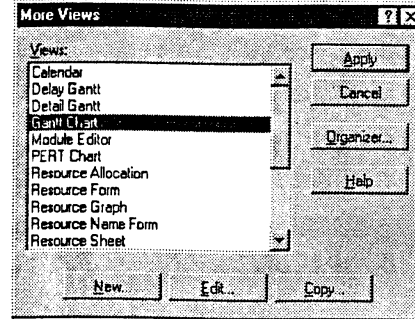 More Views
Views:
Calendar
Delay Gantt
Detail Gantt
Gantt Chart
Module Editor
PERT Chart
Resource Allocation
Resource Form
Resource Graph
Resource Name Form
Resource Sheet
Apply
Cancel
Organizer...
Help
New...
Edit...
Copy...